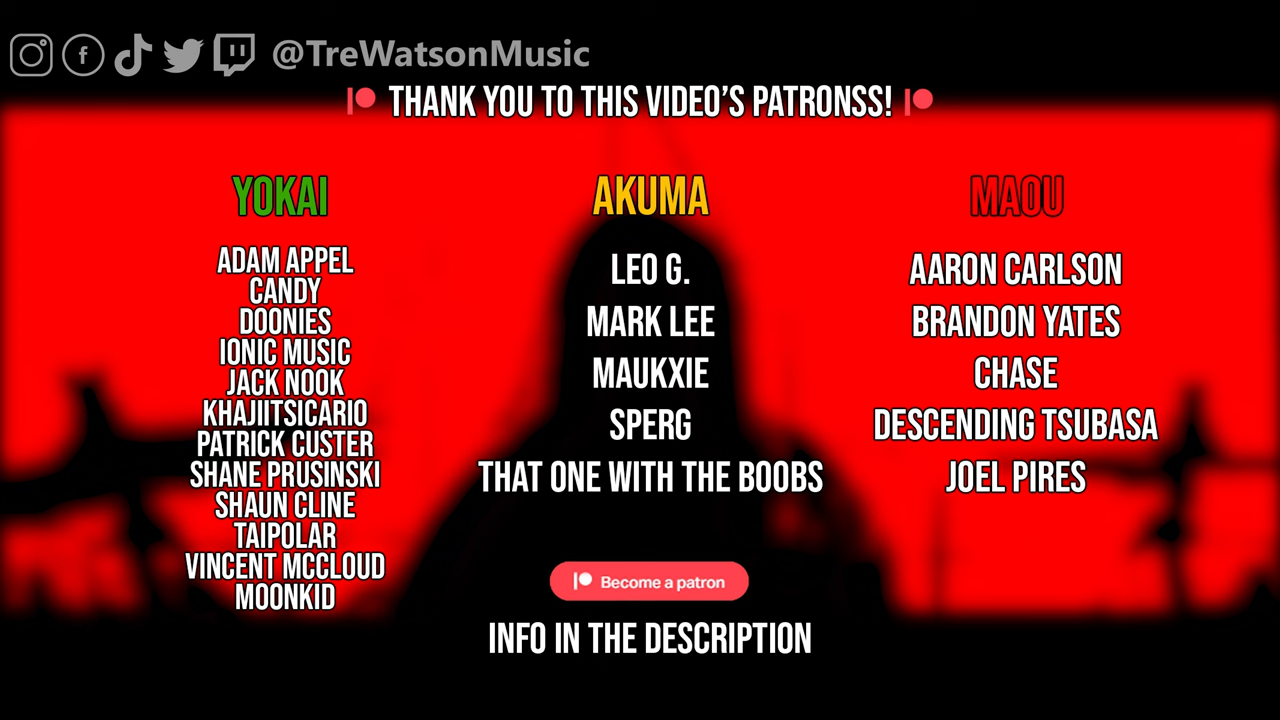 @TreWatsonMusic
THANK YOU TO THIS VIDEO'S PATRONSS!
YOKAI
ADAM APPEL
CANDY
DOONIES
IONIC MUSIC
JACK NOOK
KHAJIITSICARIO
PATRICK CUSTER
SHANE PRUSINSKI
SHAUN CLINE
TAIPOLAR
VINCENT MCCLOUD
MOONKID
AKUMA
LEO G.
MARK LEE
MAUKXIE
SPERG
THAT ONE WITH THE BOOBS
MAOU
AARON CARLSON
BRANDON YATES
CHASE
DESCENDING TSUBASA
JOEL PIRES
Become a patron
INFO IN THE DESCRIPTION